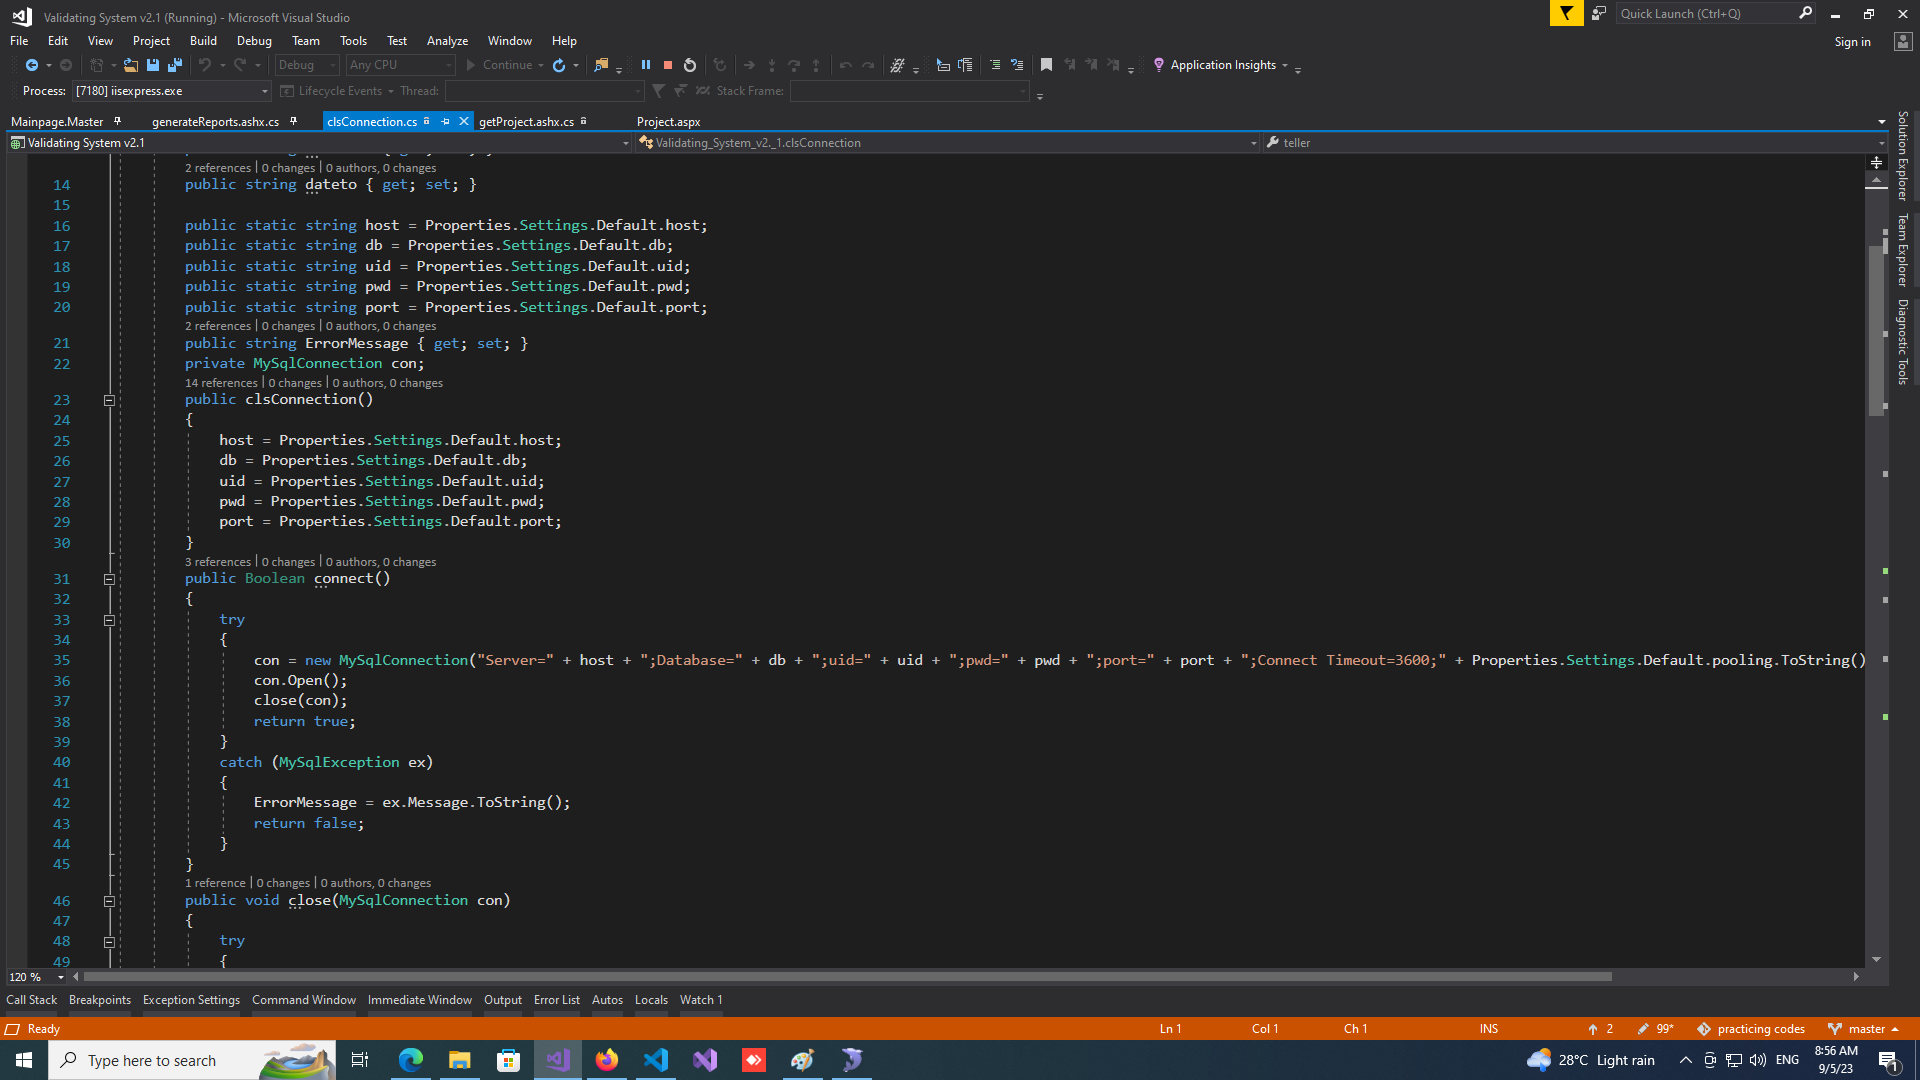 Validating System v2.1 (Running) - Microsoft Visual Studio
Quick Launch (Ctrl+Q)
File Edit View Project Build Debug Team Tools Test Analyze Window Help
Sign in
Debug Any CPU Continue Application Insights
Process: [7180] iisexpress.exe Lifecycle Events Thread: Stack Frame:
Mainpage.Master generateReports.ashx.cs clsConnection.cs getProject.ashx.cs Project.aspx
Validating System v2.1 Validating_System_v2._1.clsConnection teller
2 references | 0 changes | 0 authors, 0 changes
14 public string dateto { get; set; }
15
16 public static string host = Properties.Settings.Default.host;
17 public static string db = Properties.Settings.Default.db;
18 public static string uid = Properties.Settings.Default.uid;
19 public static string pwd = Properties.Settings.Default.pwd;
20 public static string port = Properties.Settings.Default.port;
2 references | 0 changes | 0 authors, 0 changes
21 public string ErrorMessage { get; set; }
22 private MySqlConnection con;
14 references | 0 changes | 0 authors, 0 changes
23 public clsConnection()
24 {
25 host = Properties.Settings.Default.host;
26 db = Properties.Settings.Default.db;
27 uid = Properties.Settings.Default.uid;
28 pwd = Properties.Settings.Default.pwd;
29 port = Properties.Settings.Default.port;
30 }
3 references | 0 changes | 0 authors, 0 changes
31 public Boolean connect()
32 {
33 try
34 {
35 con = new MySqlConnection("Server=" + host + ";Database=" + db + ";uid=" + uid + ";pwd=" + pwd + ";port=" + port + ";Connect Timeout=3600;" + Properties.Settings.Default.pooling.ToString()
36 con.Open();
37 close(con);
38 return true;
39 }
40 catch (MySqlException ex)
41 {
42 ErrorMessage = ex.Message.ToString();
43 return false;
44 }
45 }
1 reference | 0 changes | 0 authors, 0 changes
46 public void close(MySqlConnection con)
47 {
48 try
49 {
Solution Explorer
Team Explorer
Diagnostic Tools
120 %
Call Stack Breakpoints Exception Settings Command Window Immediate Window Output Error List Autos Locals Watch 1
Ready Ln 1 Col 1 Ch 1 INS 2 99* practicing codes master
Type here to search
28°C Light rain ENG
8:56 AM
9/5/23
1